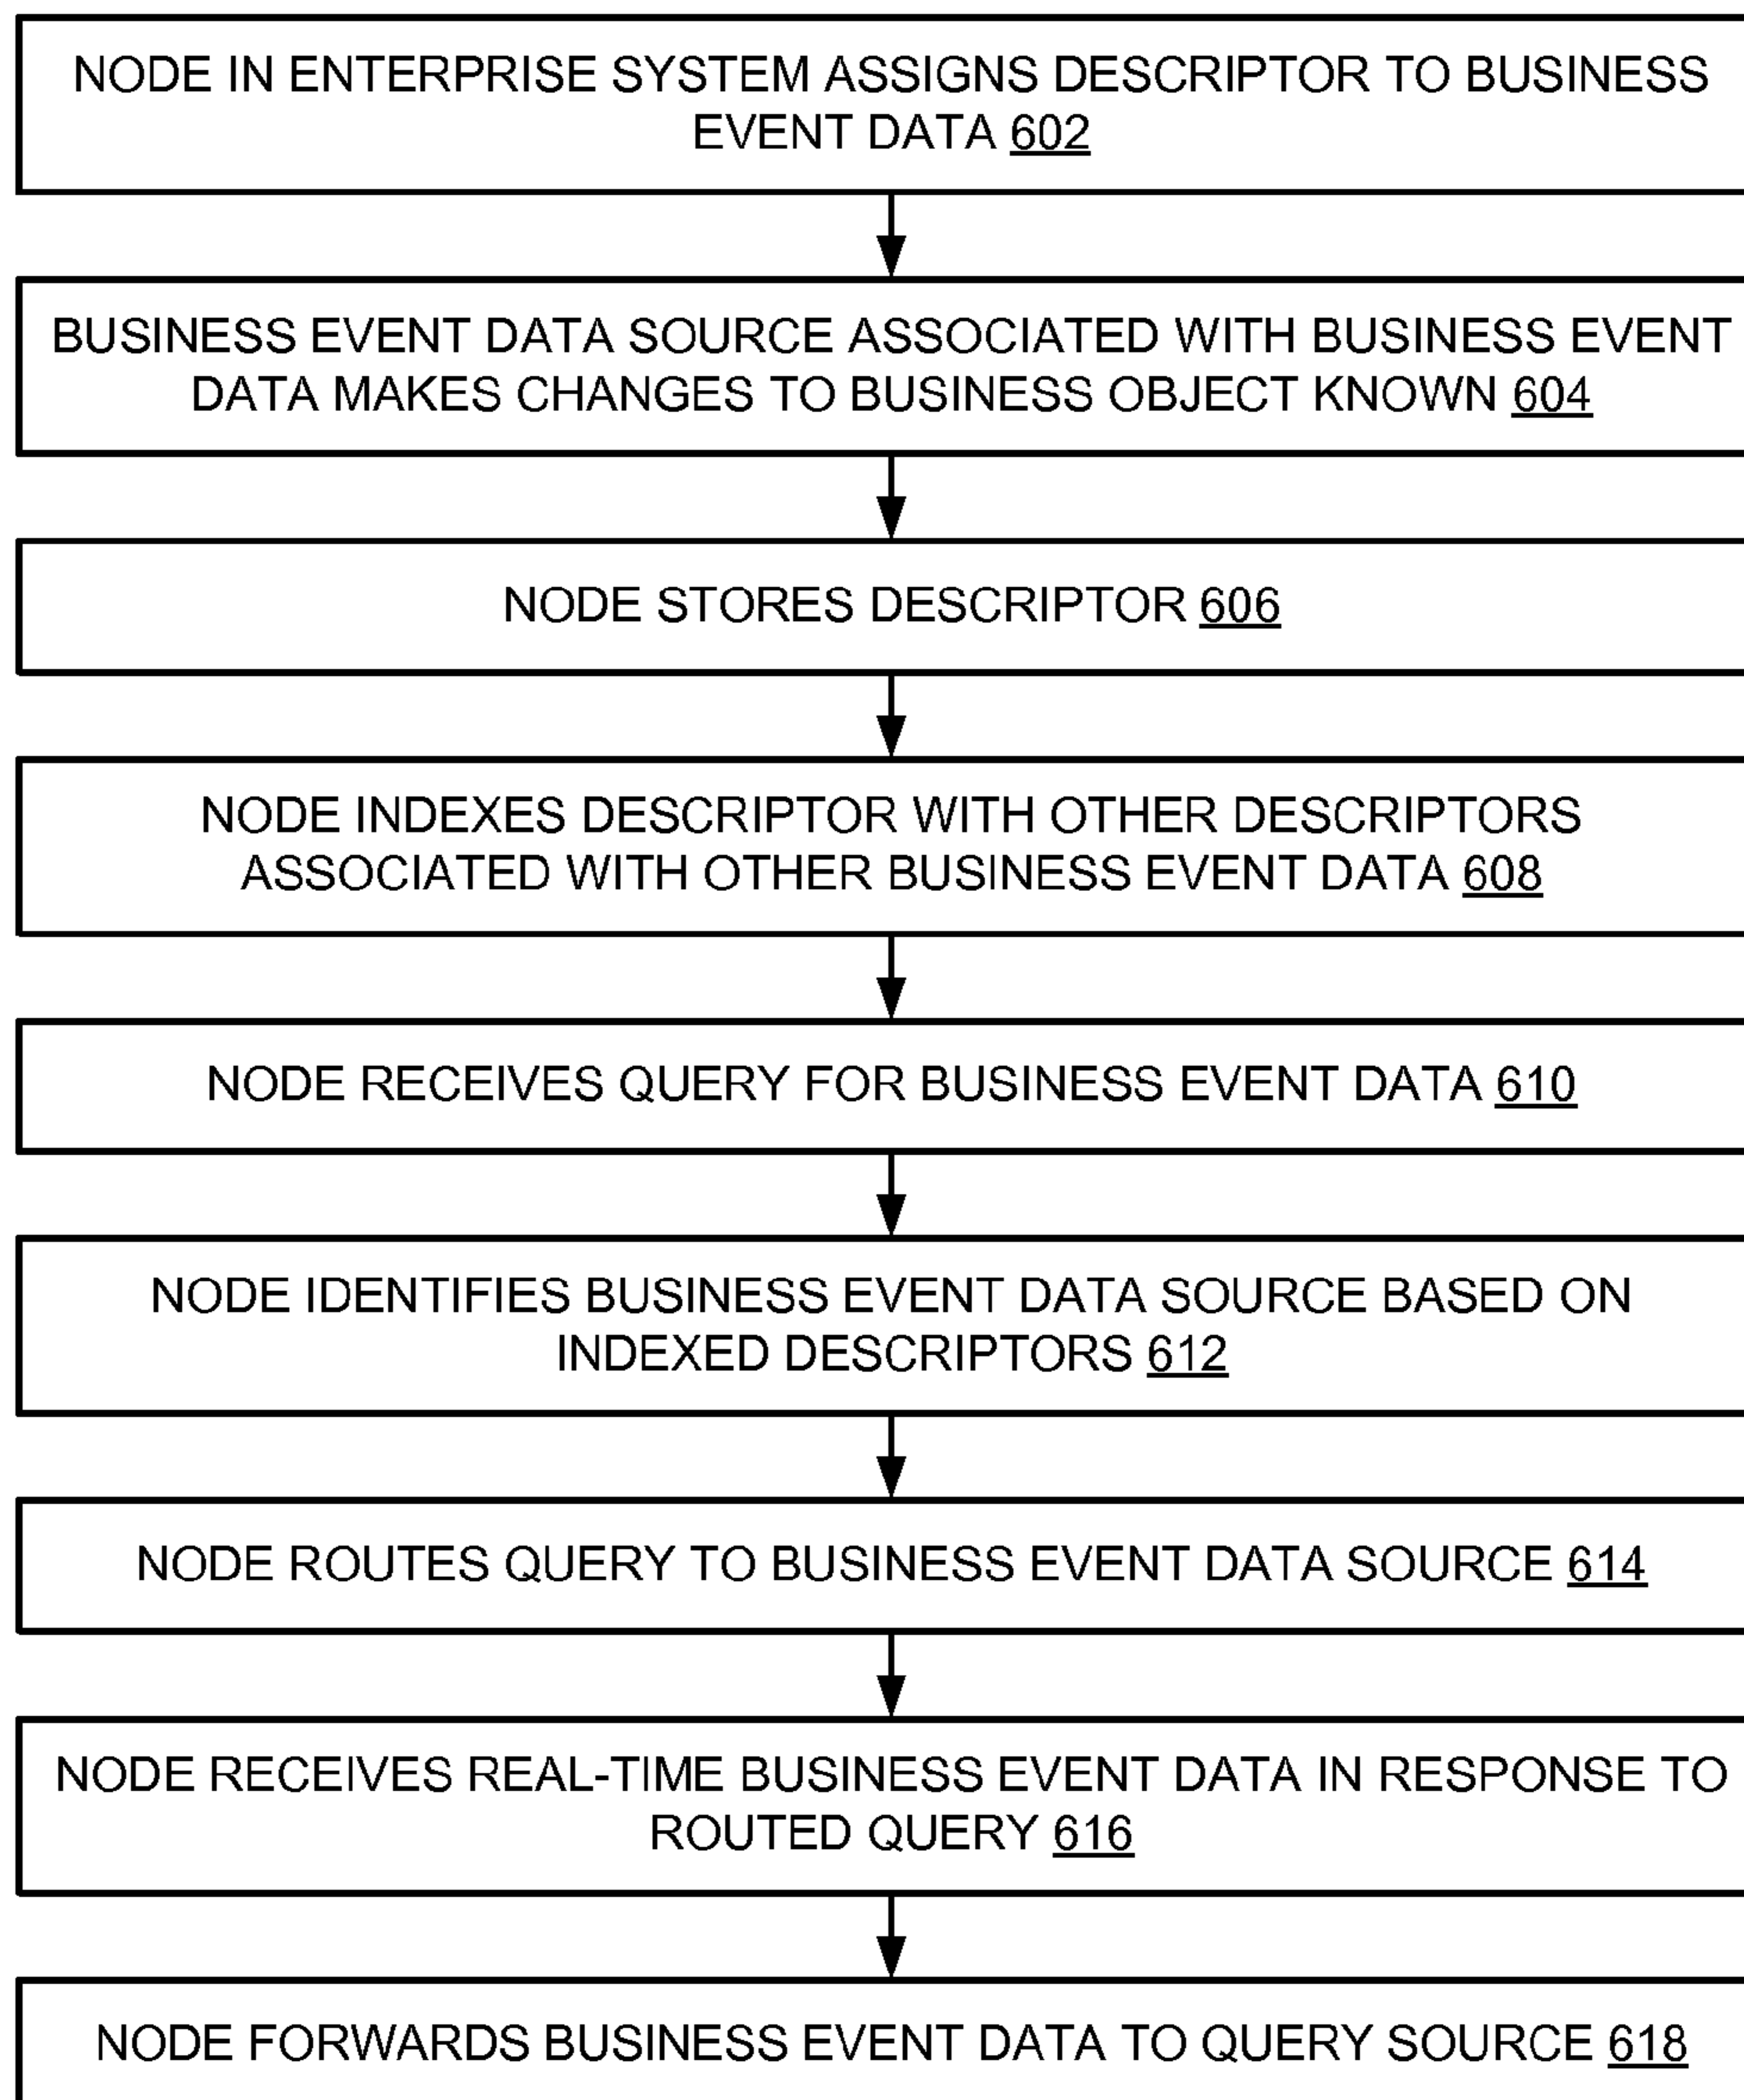 NODE IN ENTERPRISE SYSTEM ASSIGNS DESCRIPTOR TO BUSINESS
EVENT DATA 602
BUSINESS EVENT DATA SOURCE ASSOCIATED WITH BUSINESS EVENT
DATA MAKES CHANGES TO BUSINESS OBJECT KNOWN 604
NODE STORES DESCRIPTOR 606
NODE INDEXES DESCRIPTOR WITH OTHER DESCRIPTORS
ASSOCIATED WITH OTHER BUSINESS EVENT DATA 608
NODE RECEIVES QUERY FOR BUSINESS EVENT DATA 610
NODE IDENTIFIES BUSINESS EVENT DATA SOURCE BASED ON
INDEXED DESCRIPTORS 612
NODE ROUTES QUERY TO BUSINESS EVENT DATA SOURCE 614
NODE RECEIVES REAL-TIME BUSINESS EVENT DATA IN RESPONSE TO
ROUTED QUERY 616
NODE FORWARDS BUSINESS EVENT DATA TO QUERY SOURCE 618